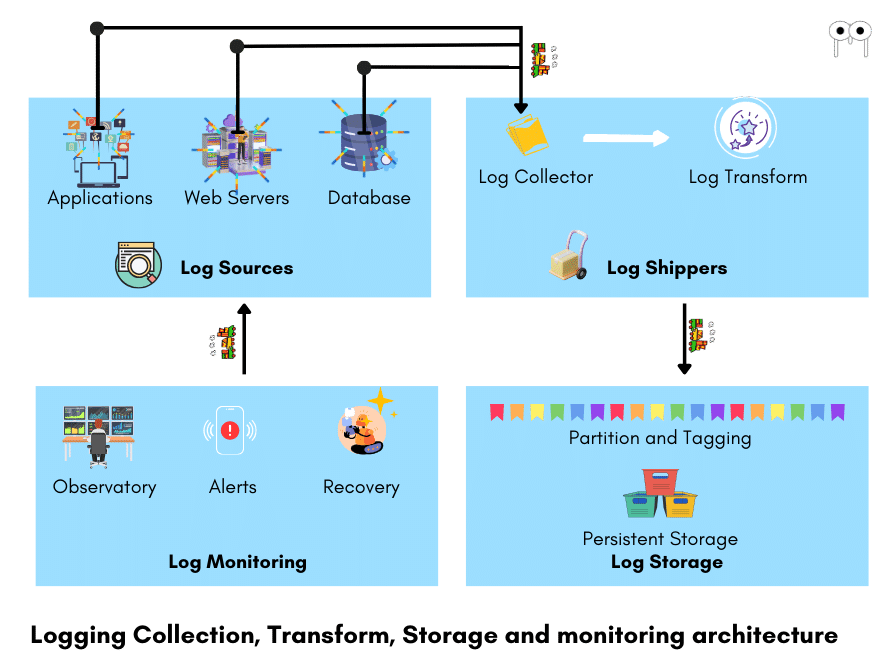 Applications
Web Servers
Database
Log Sources
Log Collector
Log Transform
Log Shippers
Observatory
Alerts
Recovery
Log Monitoring
Partition and Tagging
Persistent Storage
Log Storage
Logging Collection, Transform, Storage and monitoring architecture